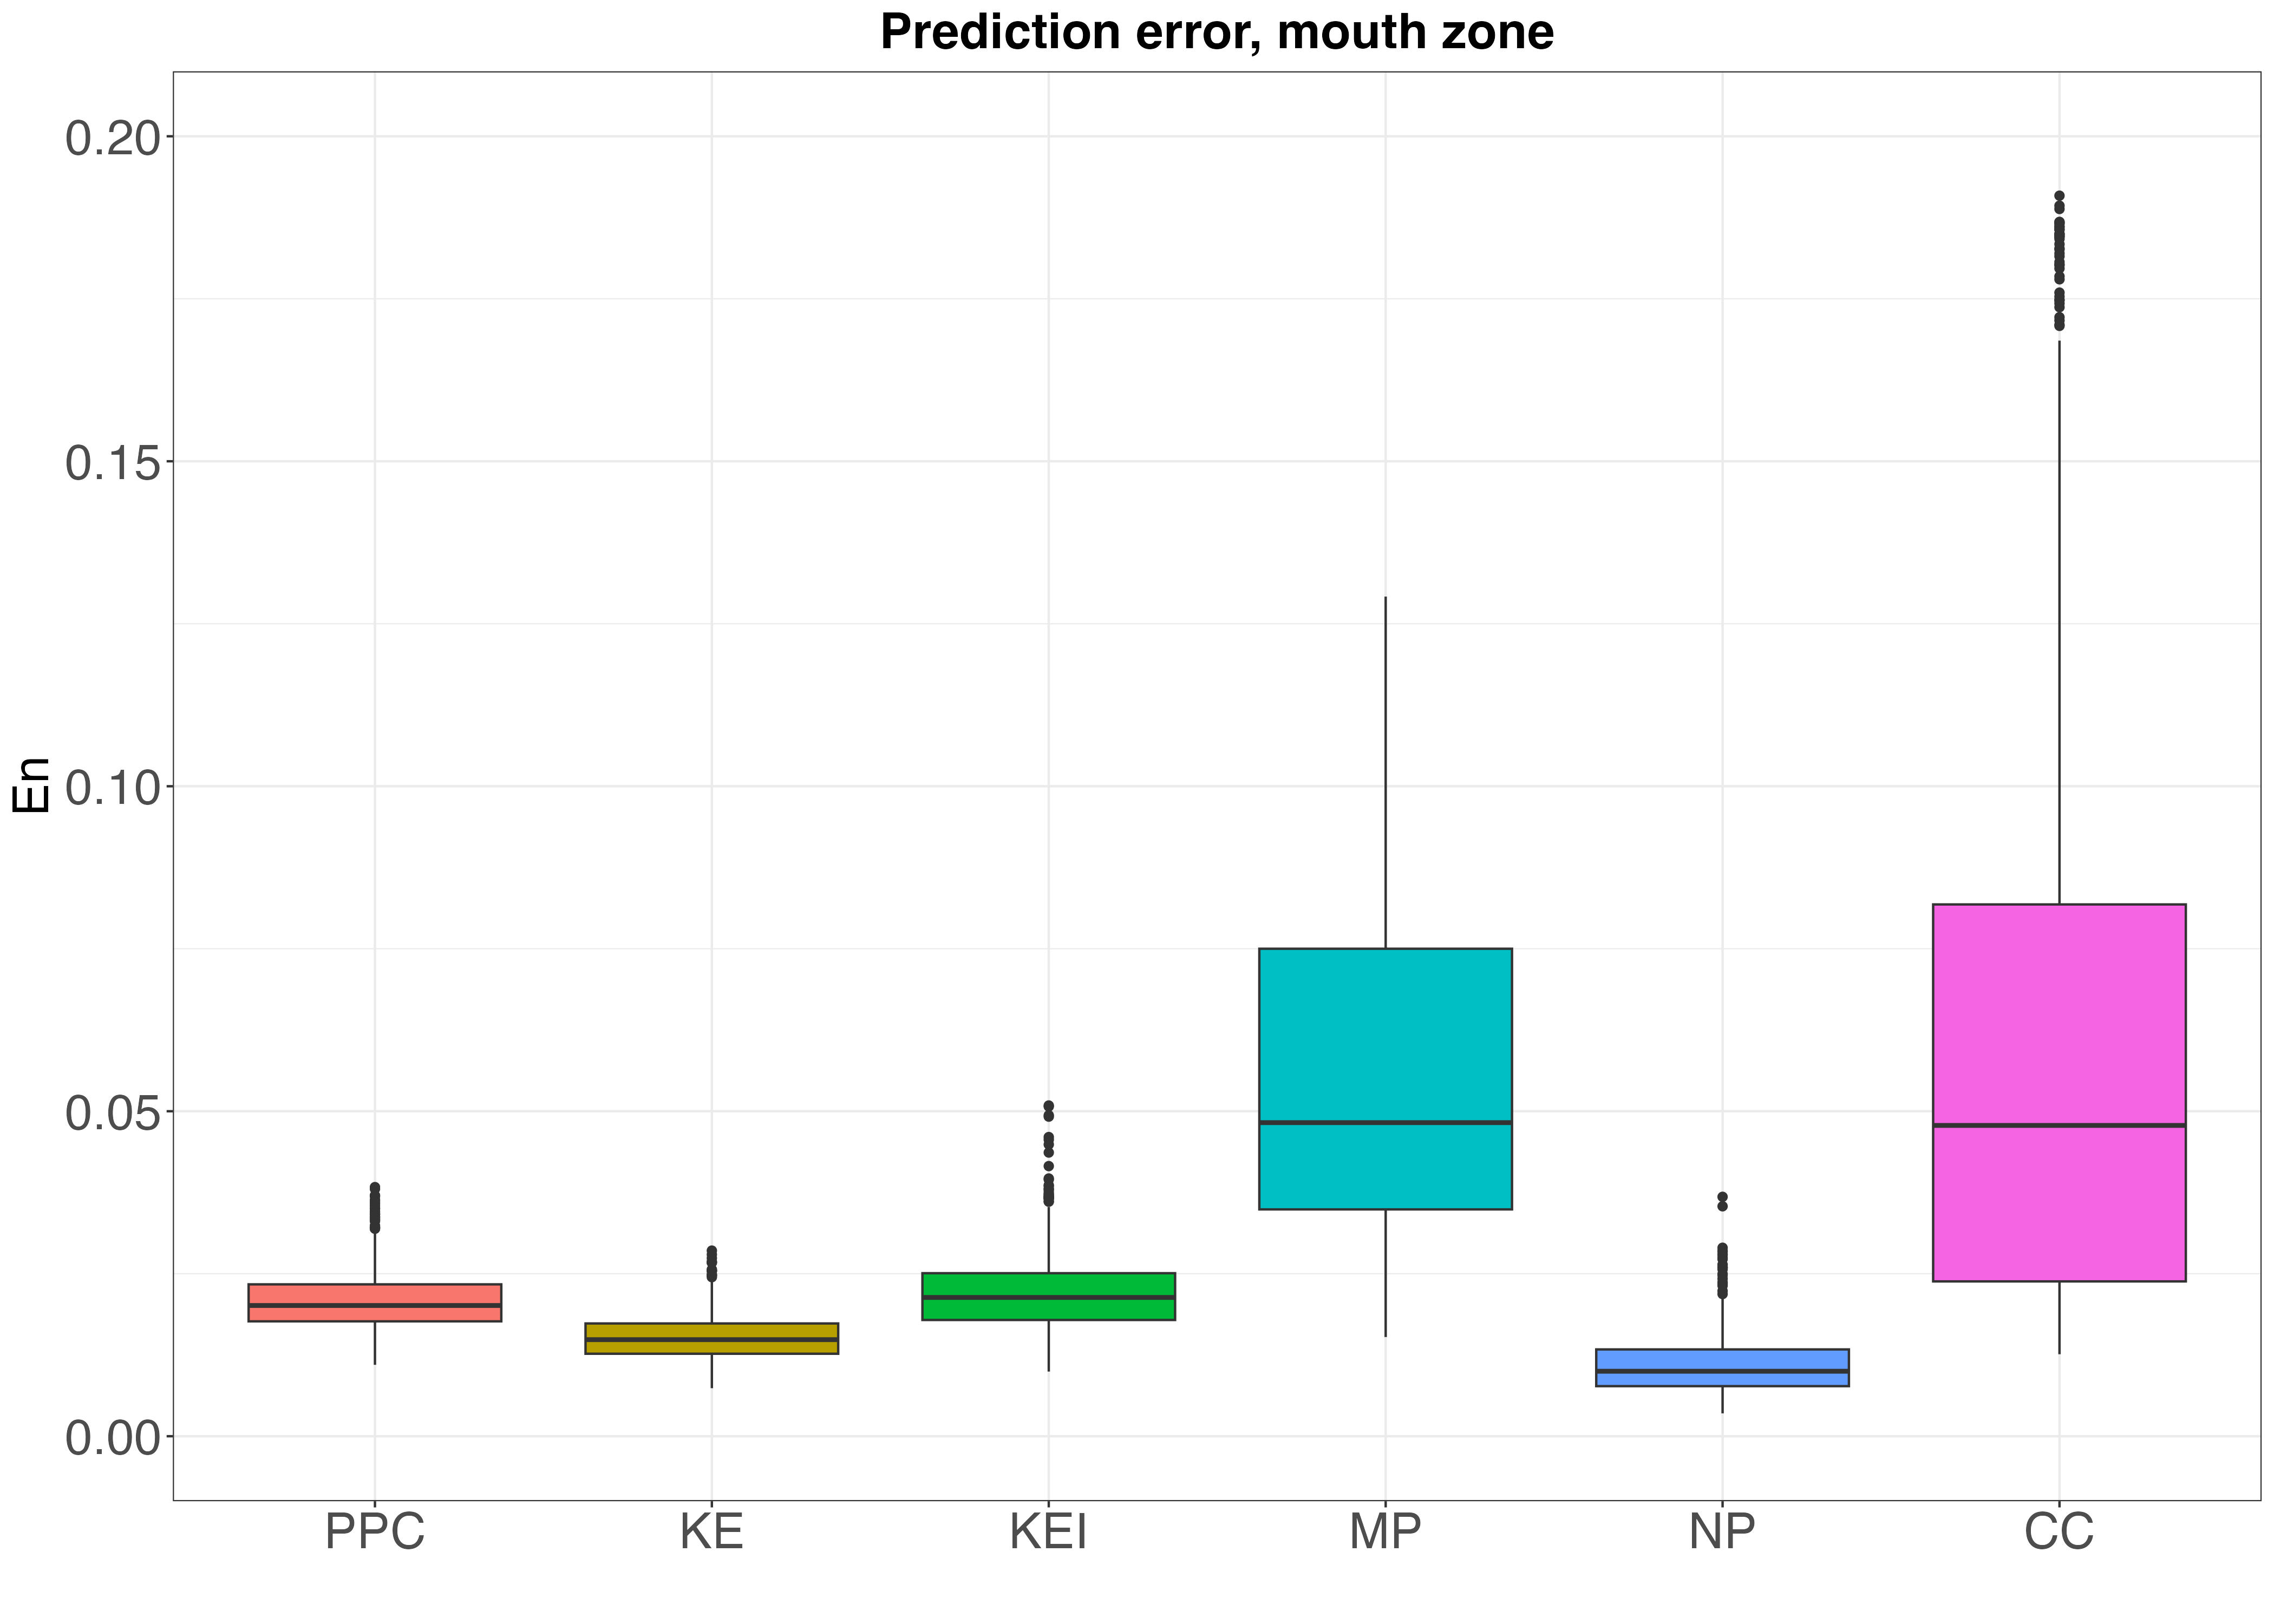 Prediction error, mouth zone
En
0.20
0.15
0.10
0.05
0.00
PPC KE KEI MP NP CC